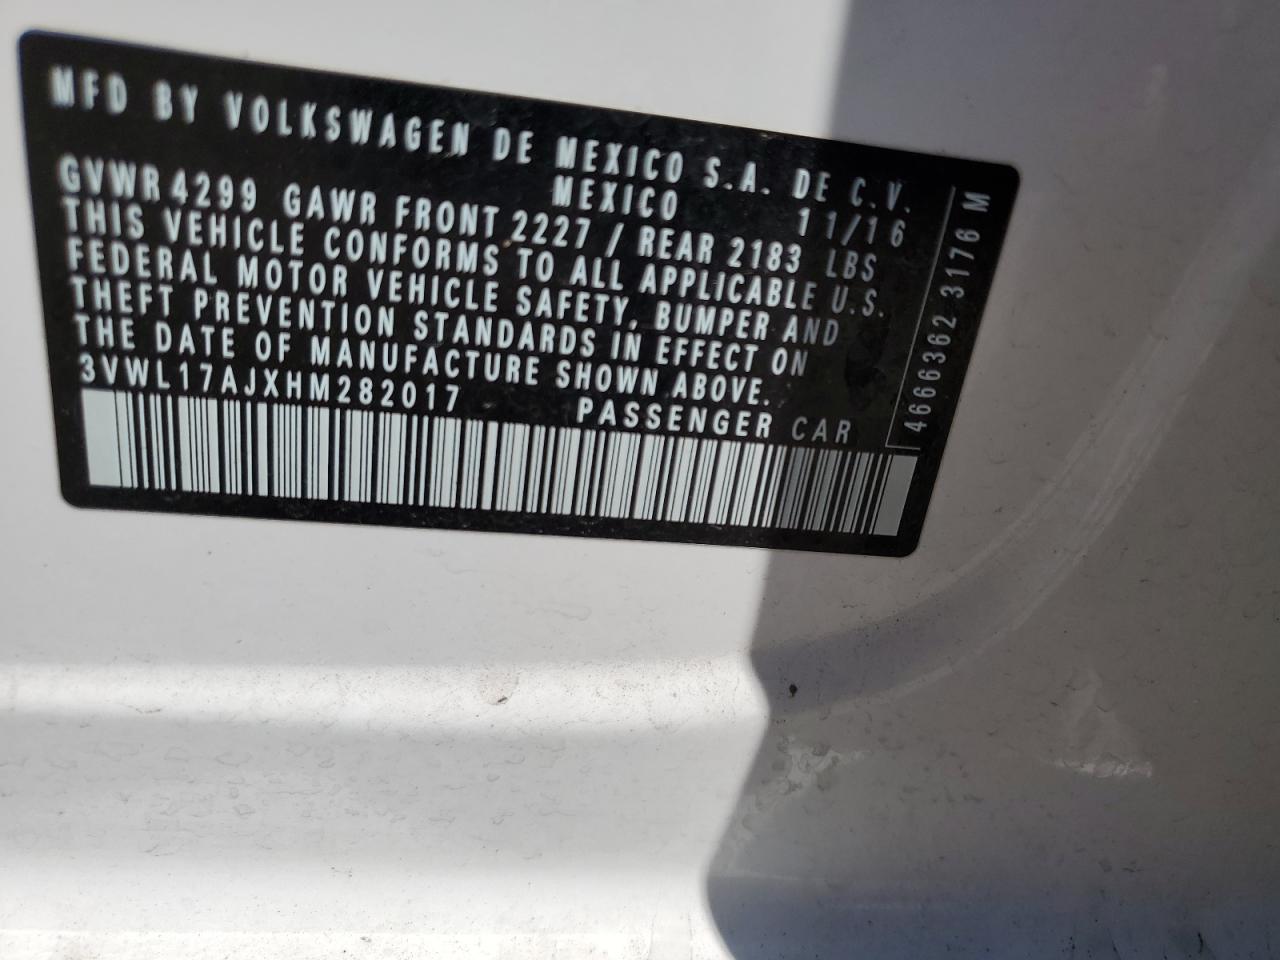 MFD BY VOLKSWAGEN DE MEXICO S.A. DE C.V.
MEXICO 11/16
GVWR 4299 GAWR FRONT 2227 / REAR 2183 LBS
THIS VEHICLE CONFORMS TO ALL APPLICABLE U.S.
FEDERAL MOTOR VEHICLE SAFETY, BUMPER AND
THEFT PREVENTION STANDARDS IN EFFECT ON
THE DATE OF MANUFACTURE SHOWN ABOVE.
3VWL17AJXHM282017 PASSENGER CAR
4666362 3176 M